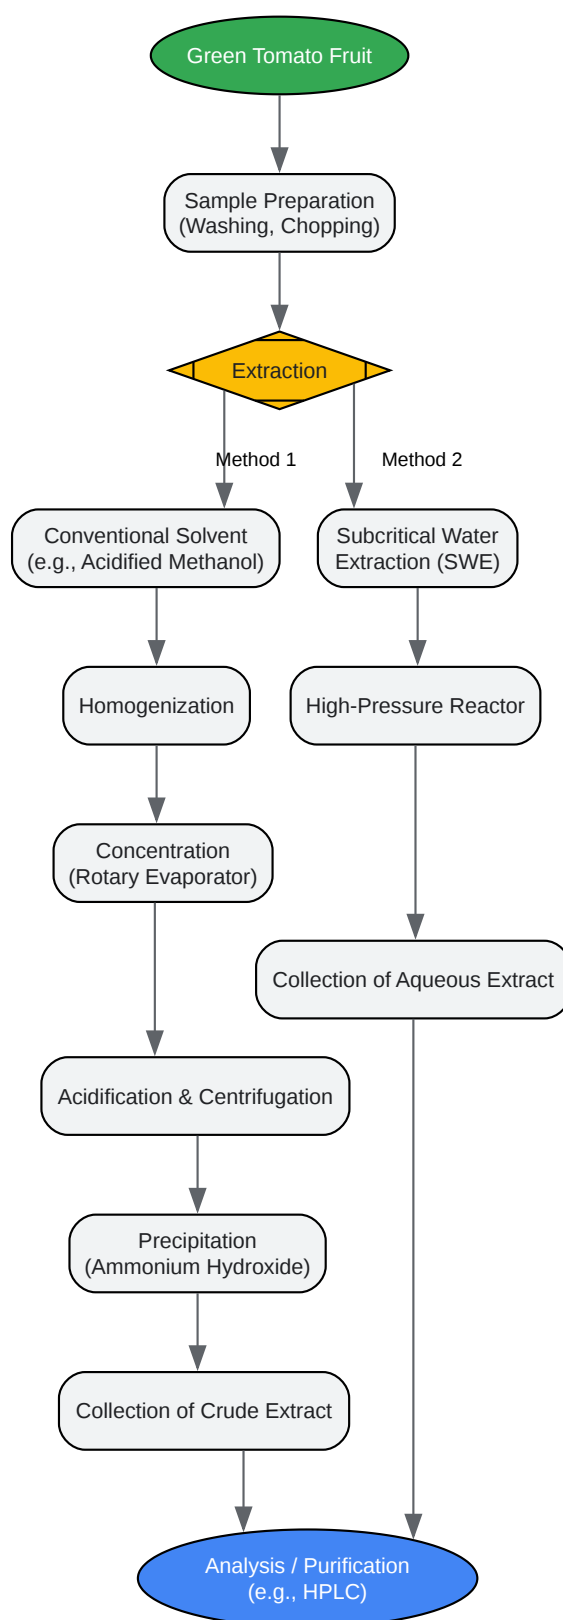 Green Tomato Fruit
Sample Preparation
(Washing, Chopping)
Extraction
Method 1
Method 2
Conventional Solvent
(e.g., Acidified Methanol)
Subcritical Water
Extraction (SWE)
Homogenization
High-Pressure Reactor
Concentration
(Rotary Evaporator)
Collection of Aqueous Extract
Acidification & Centrifugation
Precipitation
(Ammonium Hydroxide)
Collection of Crude Extract
Analysis / Purification
(e.g., HPLC)